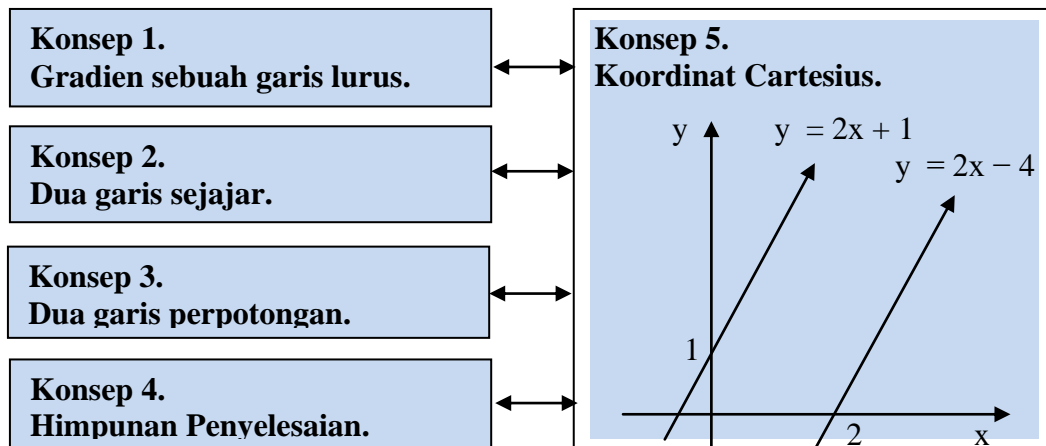 Konsep 1.
Gradien sebuah garis lurus.
Konsep 2.
Dua garis sejajar.
Konsep 3.
Dua garis perpotongan.
Konsep 4.
Himpunan Penyelesaian.
Konsep 5.
Koordinat Cartesius.
y
y = 2x + 1
y = 2x − 4
1
2
x